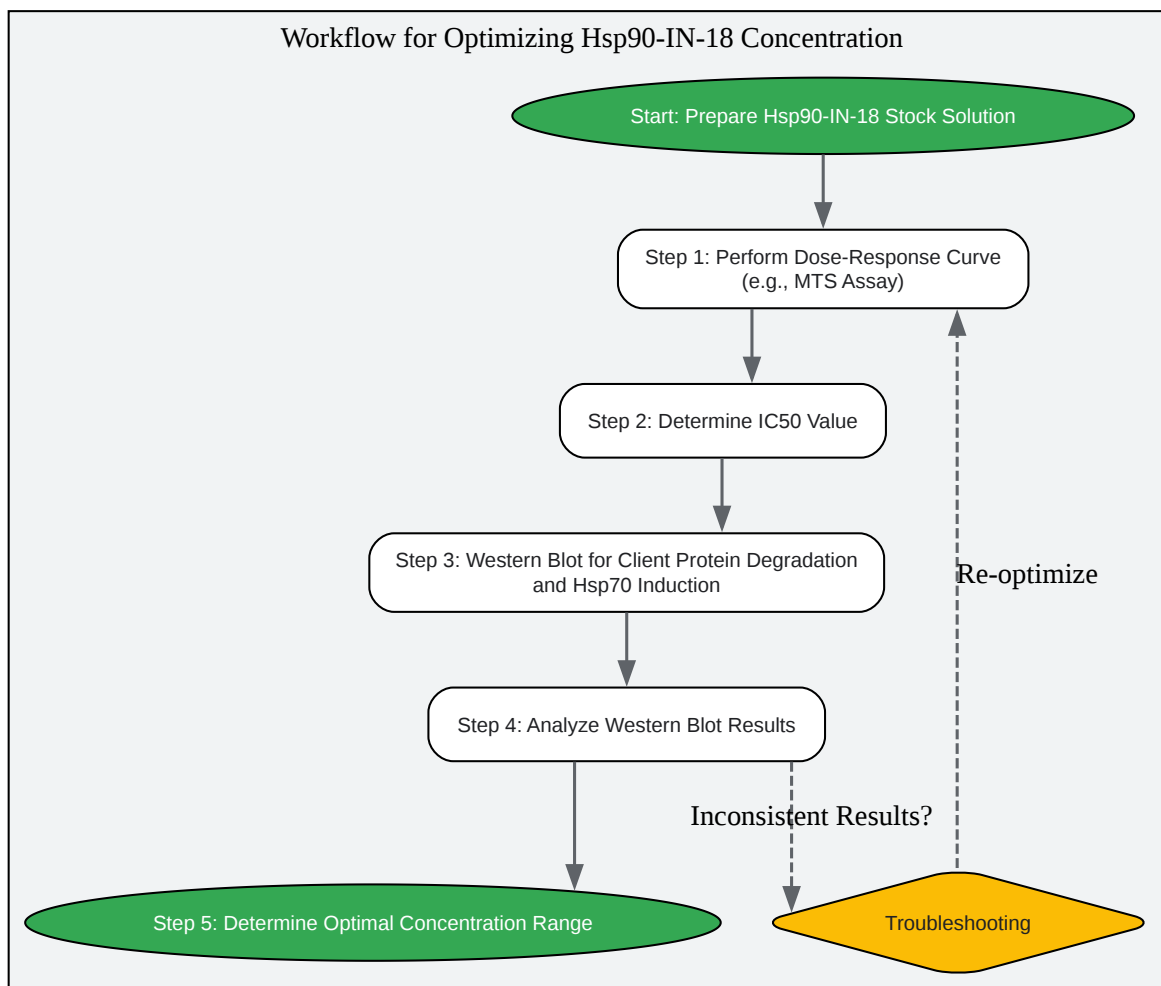 Workflow for Optimizing Hsp90-IN-18 Concentration
Start: Prepare Hsp90-IN-18 Stock Solution
Step 1: Perform Dose-Response Curve
(e.g., MTS Assay)
Step 2: Determine IC50 Value
Step 3: Western Blot for Client Protein Degradation
and Hsp70 Induction
Re-optimize
Step 4: Analyze Western Blot Results
Inconsistent Results?
Step 5: Determine Optimal Concentration Range
Troubleshooting